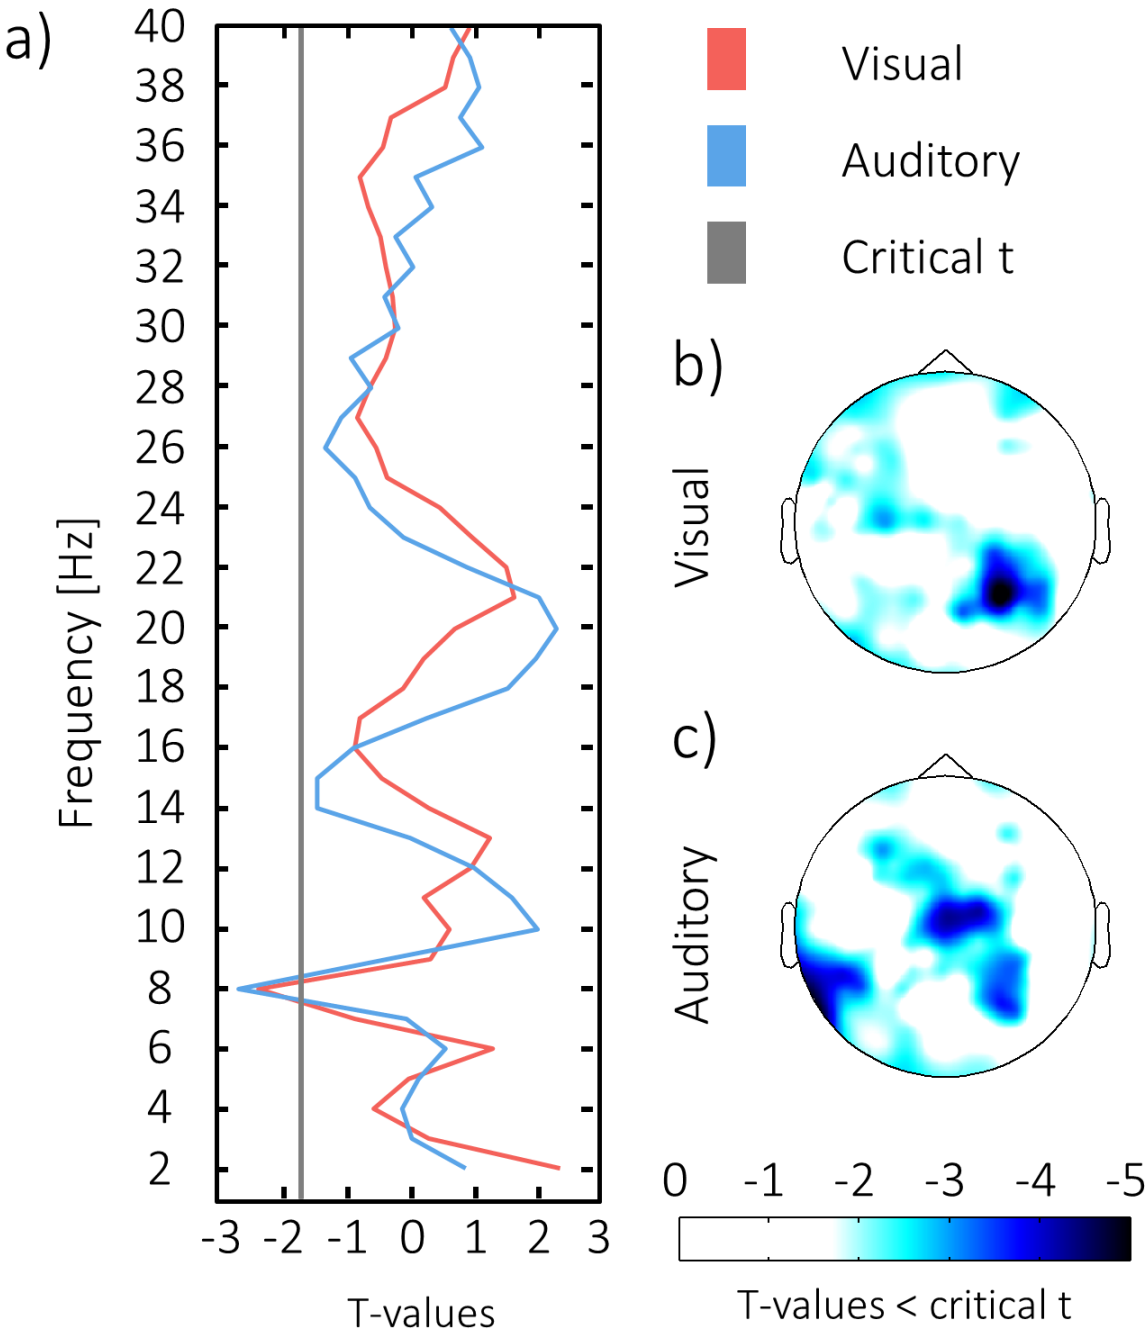 a)
40
38
36
34
32
30
28
26
24
22
20
18
16
14
12
10
8
6
4
2
Frequency [Hz]
-3 -2 -1 0 1 2 3
T-values
Visual
Auditory
Critical t
b)
Visual
c)
Auditory
0 -1 -2 -3 -4 -5
T-values < critical t